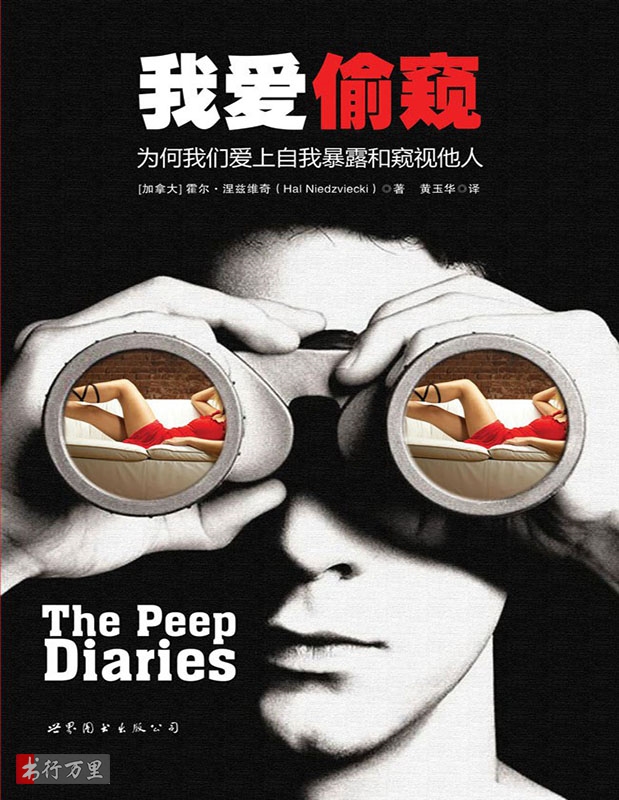 我爱偷窥
为何我们爱上自我暴露和窥视他人
[加拿大] 霍尔·涅兹维奇（Hal Niedzviecki）◎著 黄玉华◎译
The Peep
Diaries
世界图书出版公司
书行万里